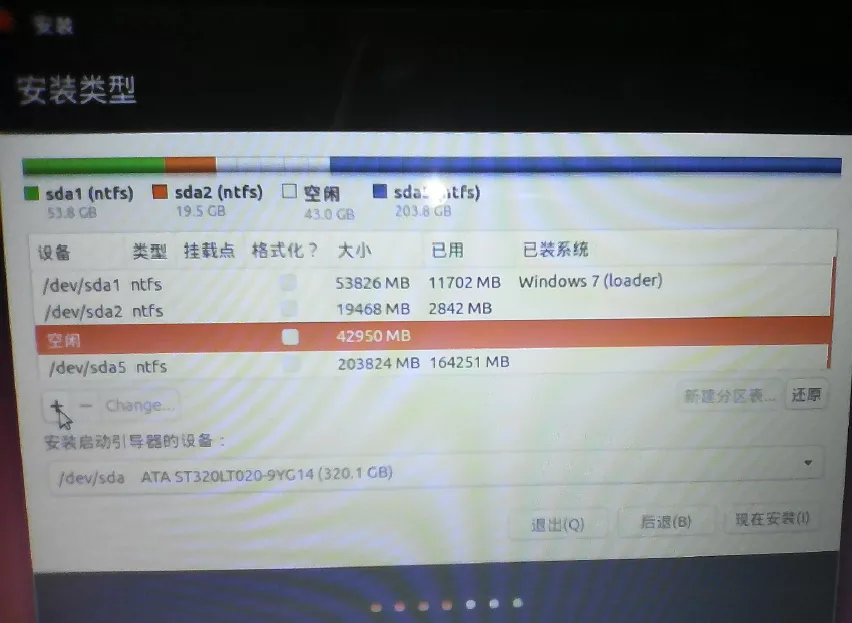 安装
安装类型
sda1 (ntfs) sda2 (ntfs) 空闲
53.8 GB 19.5 GB 43.0 GB 203.8 GB
设备 类型 挂载点 格式化? 大小 已用 已装系统
/dev/sda1 ntfs 53826 MB 11702 MB Windows 7 (loader)
/dev/sda2 ntfs 19468 MB 2842 MB
空闲 42950 MB
/dev/sda5 ntfs 203824 MB 164251 MB
+ − Change... 新建分区表... 还原
安装启动引导器的设备:
/dev/sda ATA ST320LT020-9YG14 (320.1 GB)
退出(Q) 后退(B) 现在安装(I)